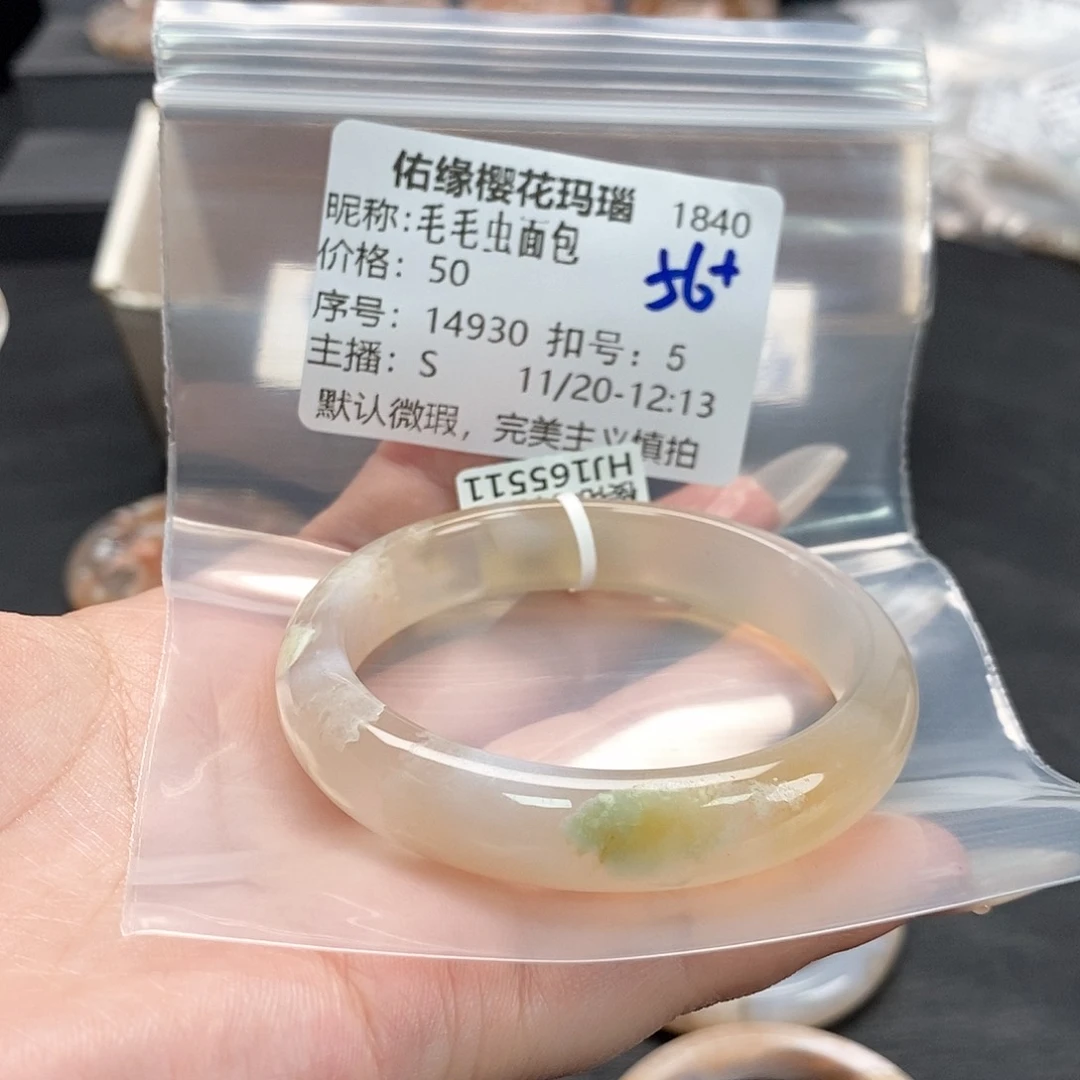 佑缘樱花玛瑙 1840
昵称:毛毛虫面包
56+
价格: 50
序号: 14930 扣号: 5
主播: S 11/20-12:13
默认微瑕，完美主义慎拍
HJ165511